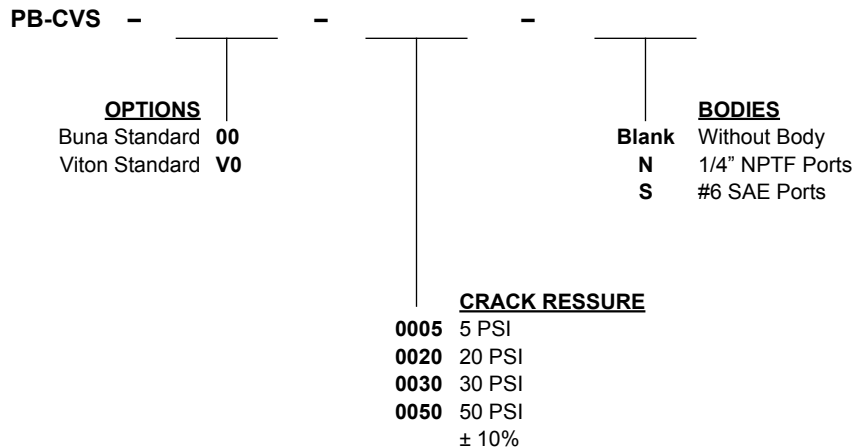 PB-CVS – – –
OPTIONS
Buna Standard 00
Viton Standard V0
BODIES
Blank Without Body
N 1/4” NPTF Ports
S #6 SAE Ports
CRACK RESSURE
0005 5 PSI
0020 20 PSI
0030 30 PSI
0050 50 PSI
± 10%